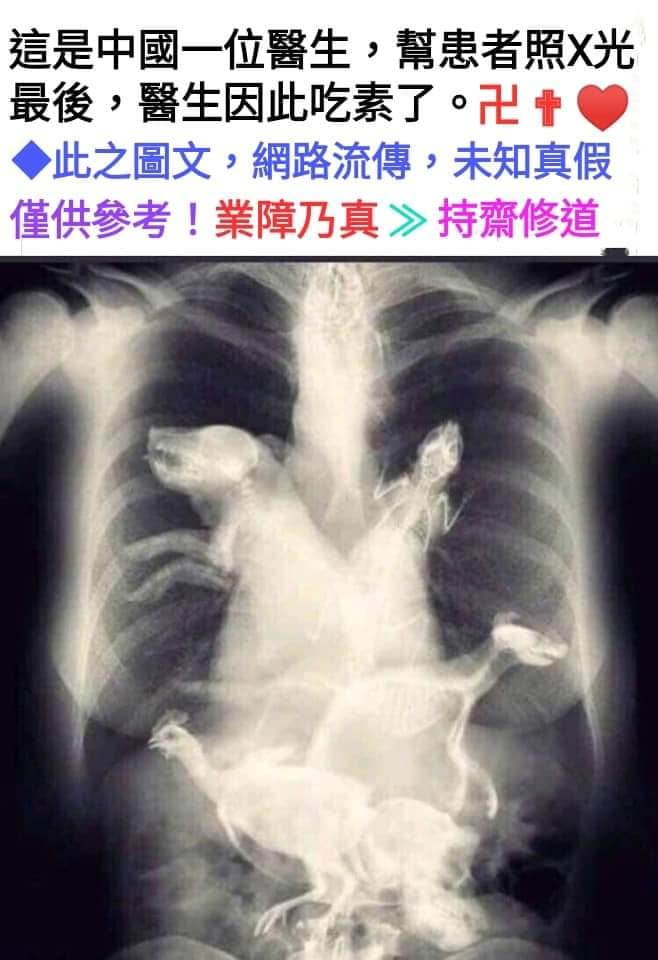 這是中國一位醫生，幫患者照X光
最後，醫生因此吃素了。卍✝♥
◆此之圖文，網路流傳，未知真假
僅供參考！業障乃真≫持齋修道